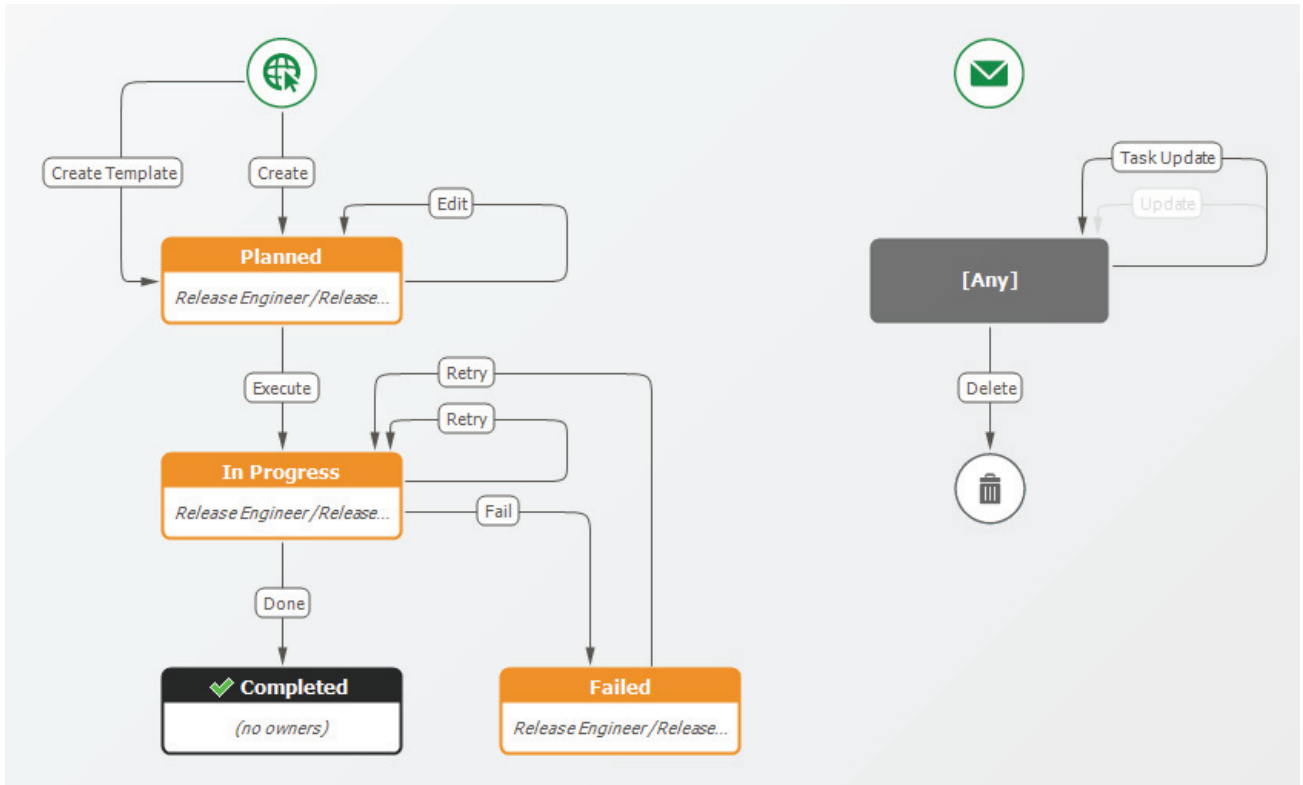 Create Template
Create
Edit
Planned
Release Engineer/Release...
Execute
Retry
Retry
In Progress
Release Engineer/Release...
Fail
Done
Completed
(no owners)
Failed
Release Engineer/Release...
Task Update
Update
[Any]
Delete